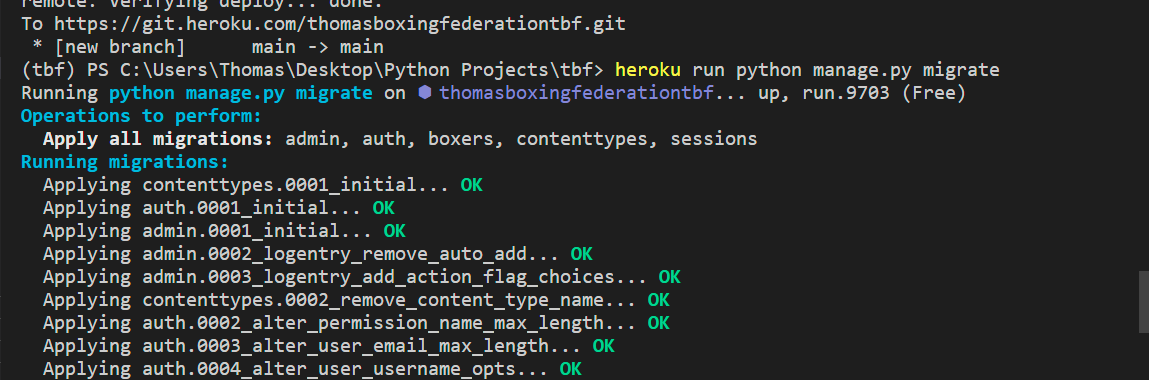 remote: Verifying deploy... done.
To https://git.heroku.com/thomasboxingfederationtbf.git
* [new branch]      main -> main
(tbf) PS C:\Users\Thomas\Desktop\Python Projects\tbf> heroku run python manage.py migrate
Running python manage.py migrate on ⬢ thomasboxingfederationtbf... up, run.9703 (Free)
Operations to perform:
Apply all migrations: admin, auth, boxers, contenttypes, sessions
Running migrations:
Applying contenttypes.0001_initial... OK
Applying auth.0001_initial... OK
Applying admin.0001_initial... OK
Applying admin.0002_logentry_remove_auto_add... OK
Applying admin.0003_logentry_add_action_flag_choices... OK
Applying contenttypes.0002_remove_content_type_name... OK
Applying auth.0002_alter_permission_name_max_length... OK
Applying auth.0003_alter_user_email_max_length... OK
Applying auth.0004_alter_user_username_opts... OK